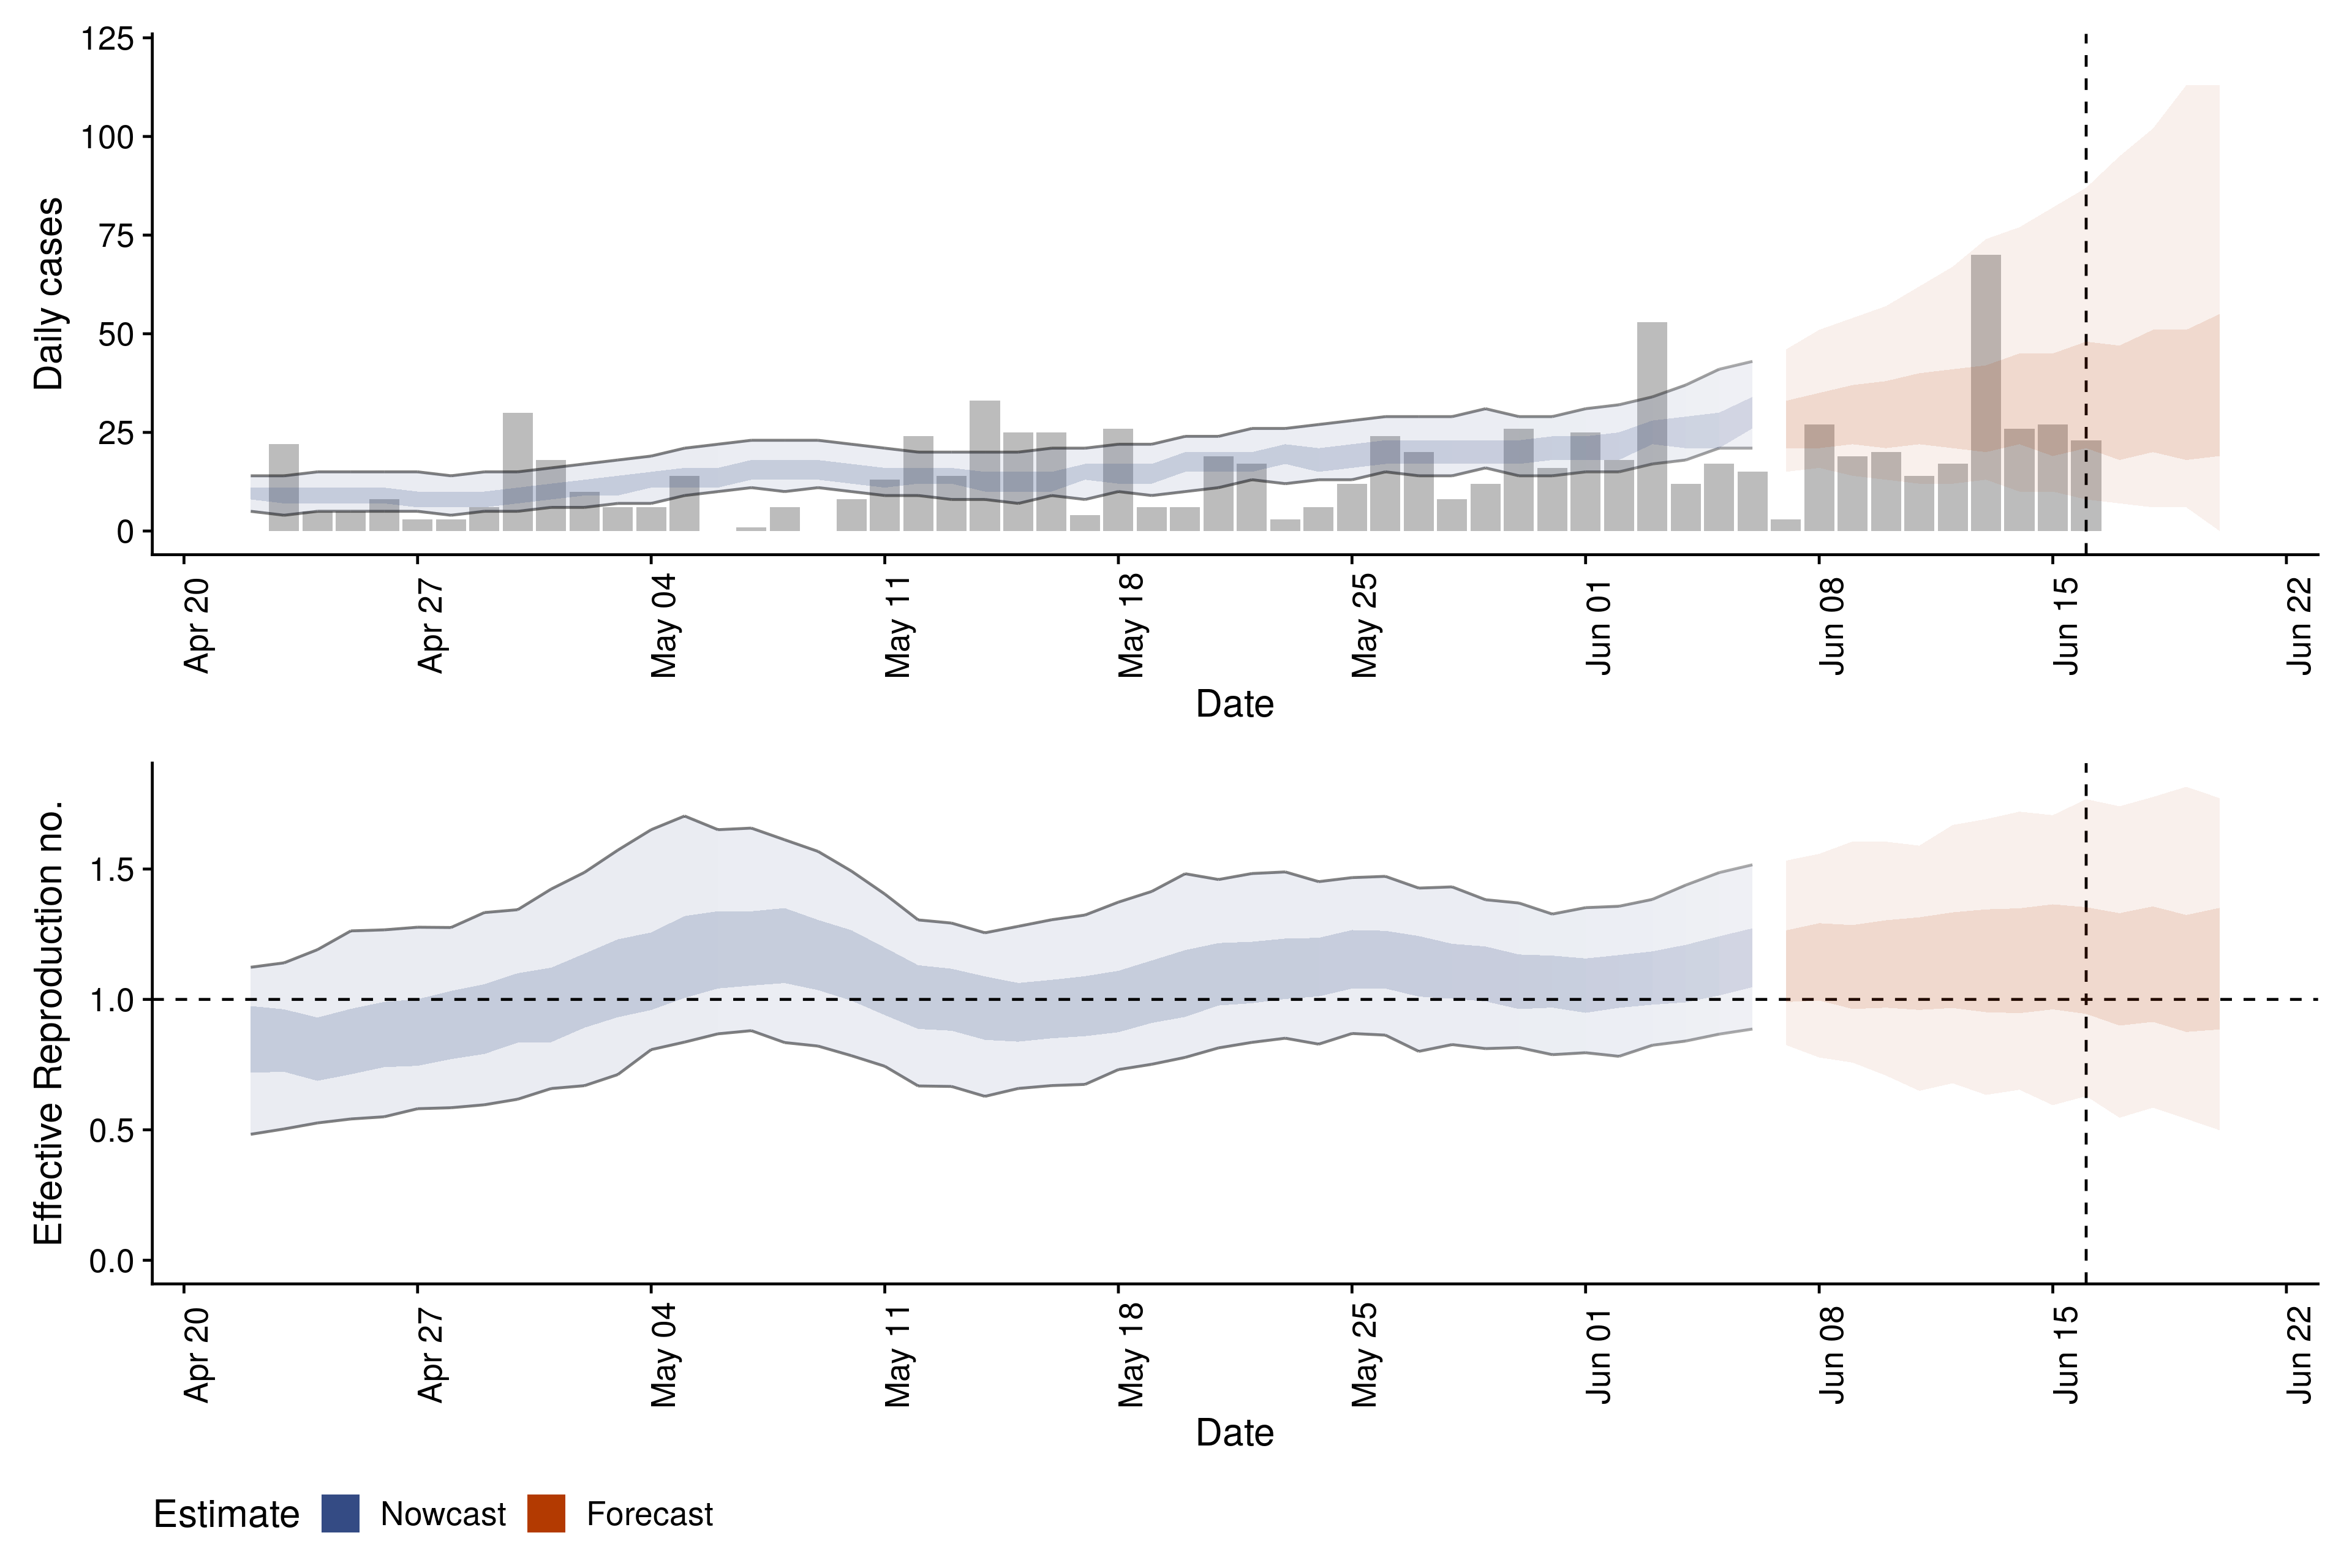 Daily cases
125
100
75
50
25
0
Apr 20
Apr 27
May 04
May 11
May 18
May 25
Jun 01
Jun 08
Jun 15
Jun 22
Date
Effective Reproduction no.
1.5
1.0
0.5
0.0
Apr 20
Apr 27
May 04
May 11
May 18
May 25
Jun 01
Jun 08
Jun 15
Jun 22
Date
Estimate Nowcast Forecast